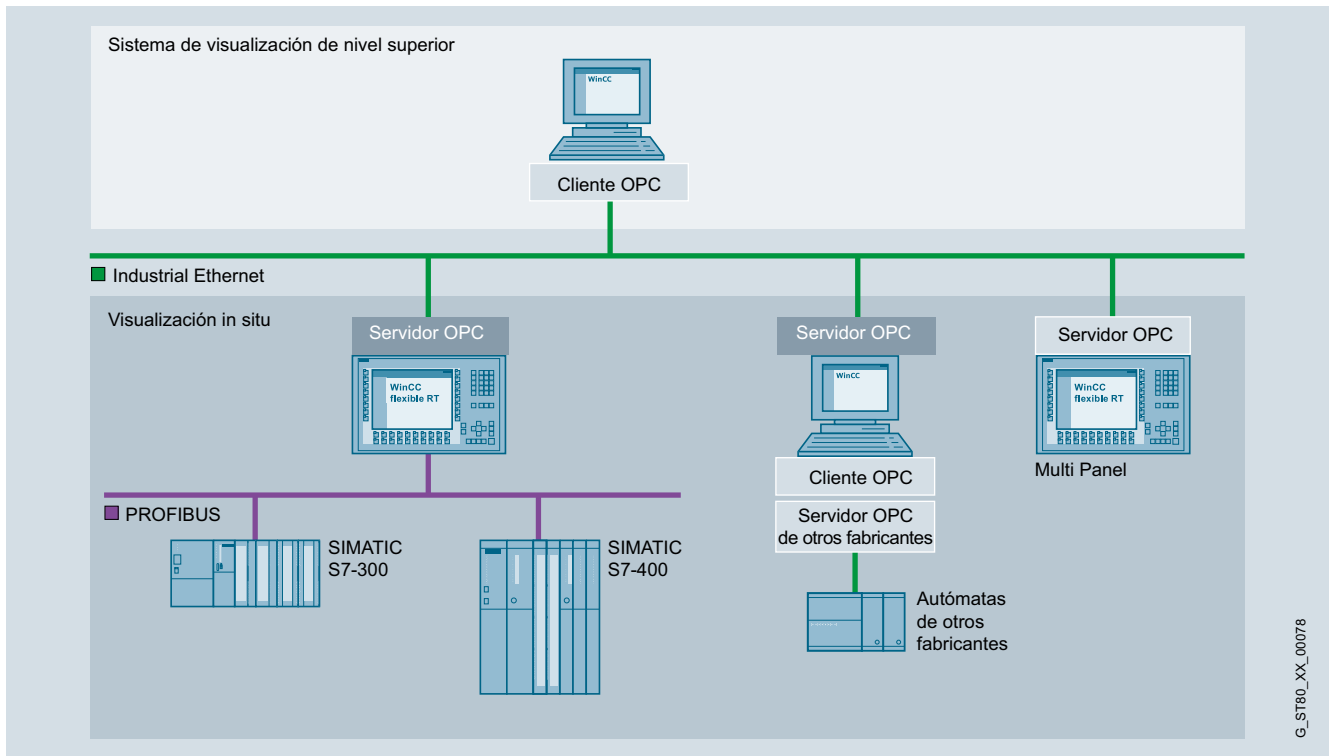 Sistema de visualización de nivel superior
WinCC
Cliente OPC
Industrial Ethernet
Visualización in situ
Servidor OPC
WinCC
flexible RT
Servidor OPC
WinCC
Cliente OPC
Servidor OPC
de otros fabricantes
Servidor OPC
WinCC
flexible RT
Multi Panel
PROFIBUS
SIMATIC
S7-300
SIMATIC
S7-400
Autómatas
de otros
fabricantes
G_ST80_XX_00078